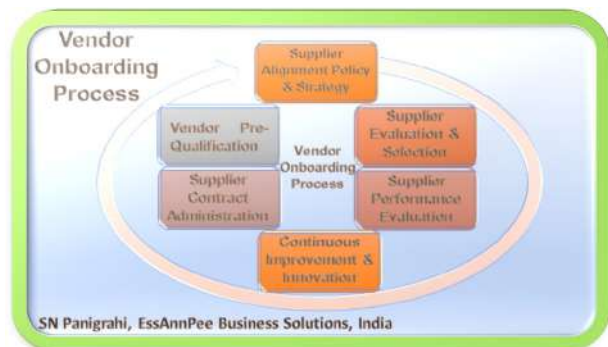 Vendor
Onboarding
Process
Supplier
Alignment Policy
& Strategy
Vendor Pre-
Qualification
Supplier
Evaluation &
Selection
Vendor
Onboarding
Process
Supplier
Contract
Administration
Supplier
Performance
Evaluation
Continuous
Improvement &
Innovation
SN Panigrahi, EssAnnPee Business Solutions, India